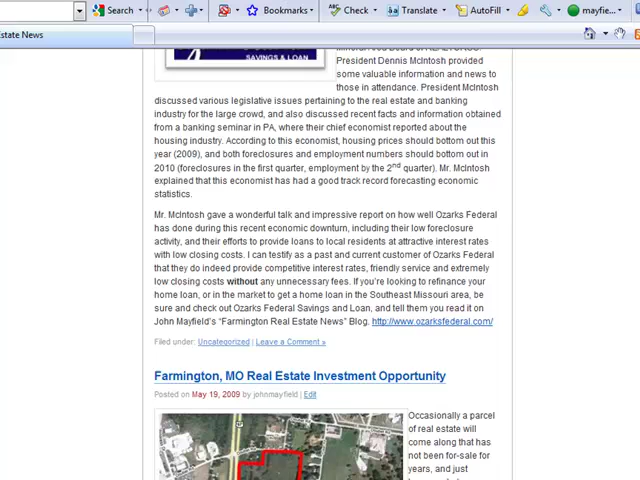 Search
Bookmarks
Check
Translate
AutoFill
mayfie...
Estate News
SAVINGS & LOAN
President Dennis McIntosh provided
some valuable information and news to
those in attendance. President McIntosh
discussed various legislative issues pertaining to the real estate and banking
industry for the large crowd, and also discussed recent facts and information obtained
from a banking seminar in PA, where their chief economist reported about the
housing industry. According to this economist, housing prices should bottom out this
year (2009), and both foreclosures and employment numbers should bottom out in
2010 (foreclosures in the first quarter, employment by the 2nd quarter). Mr. McIntosh
explained that this economist has had a good track record forecasting economic
statistics.
Mr. McIntosh gave a wonderful talk and impressive report on how well Ozarks Federal
has done during this recent economic downturn, including their low foreclosure
activity, and their efforts to provide loans to local residents at attractive interest rates
with low closing costs. I can testify as a past and current customer of Ozarks Federal
that they do indeed provide competitive interest rates, friendly service and extremely
low closing costs without any unnecessary fees. If you're looking to refinance your
home loan, or in the market to get a home loan in the Southeast Missouri area, be
sure and check out Ozarks Federal Savings and Loan, and tell them you read it on
John Mayfield's "Farmington Real Estate News" Blog. http://www.ozarksfederal.com/
Filed under: Uncategorized | Leave a Comment »
Farmington, MO Real Estate Investment Opportunity
Posted on May 19, 2009 by johnmayfield | Edit
Occasionally a parcel
of real estate will
come along that has
not been for-sale for
years, and just